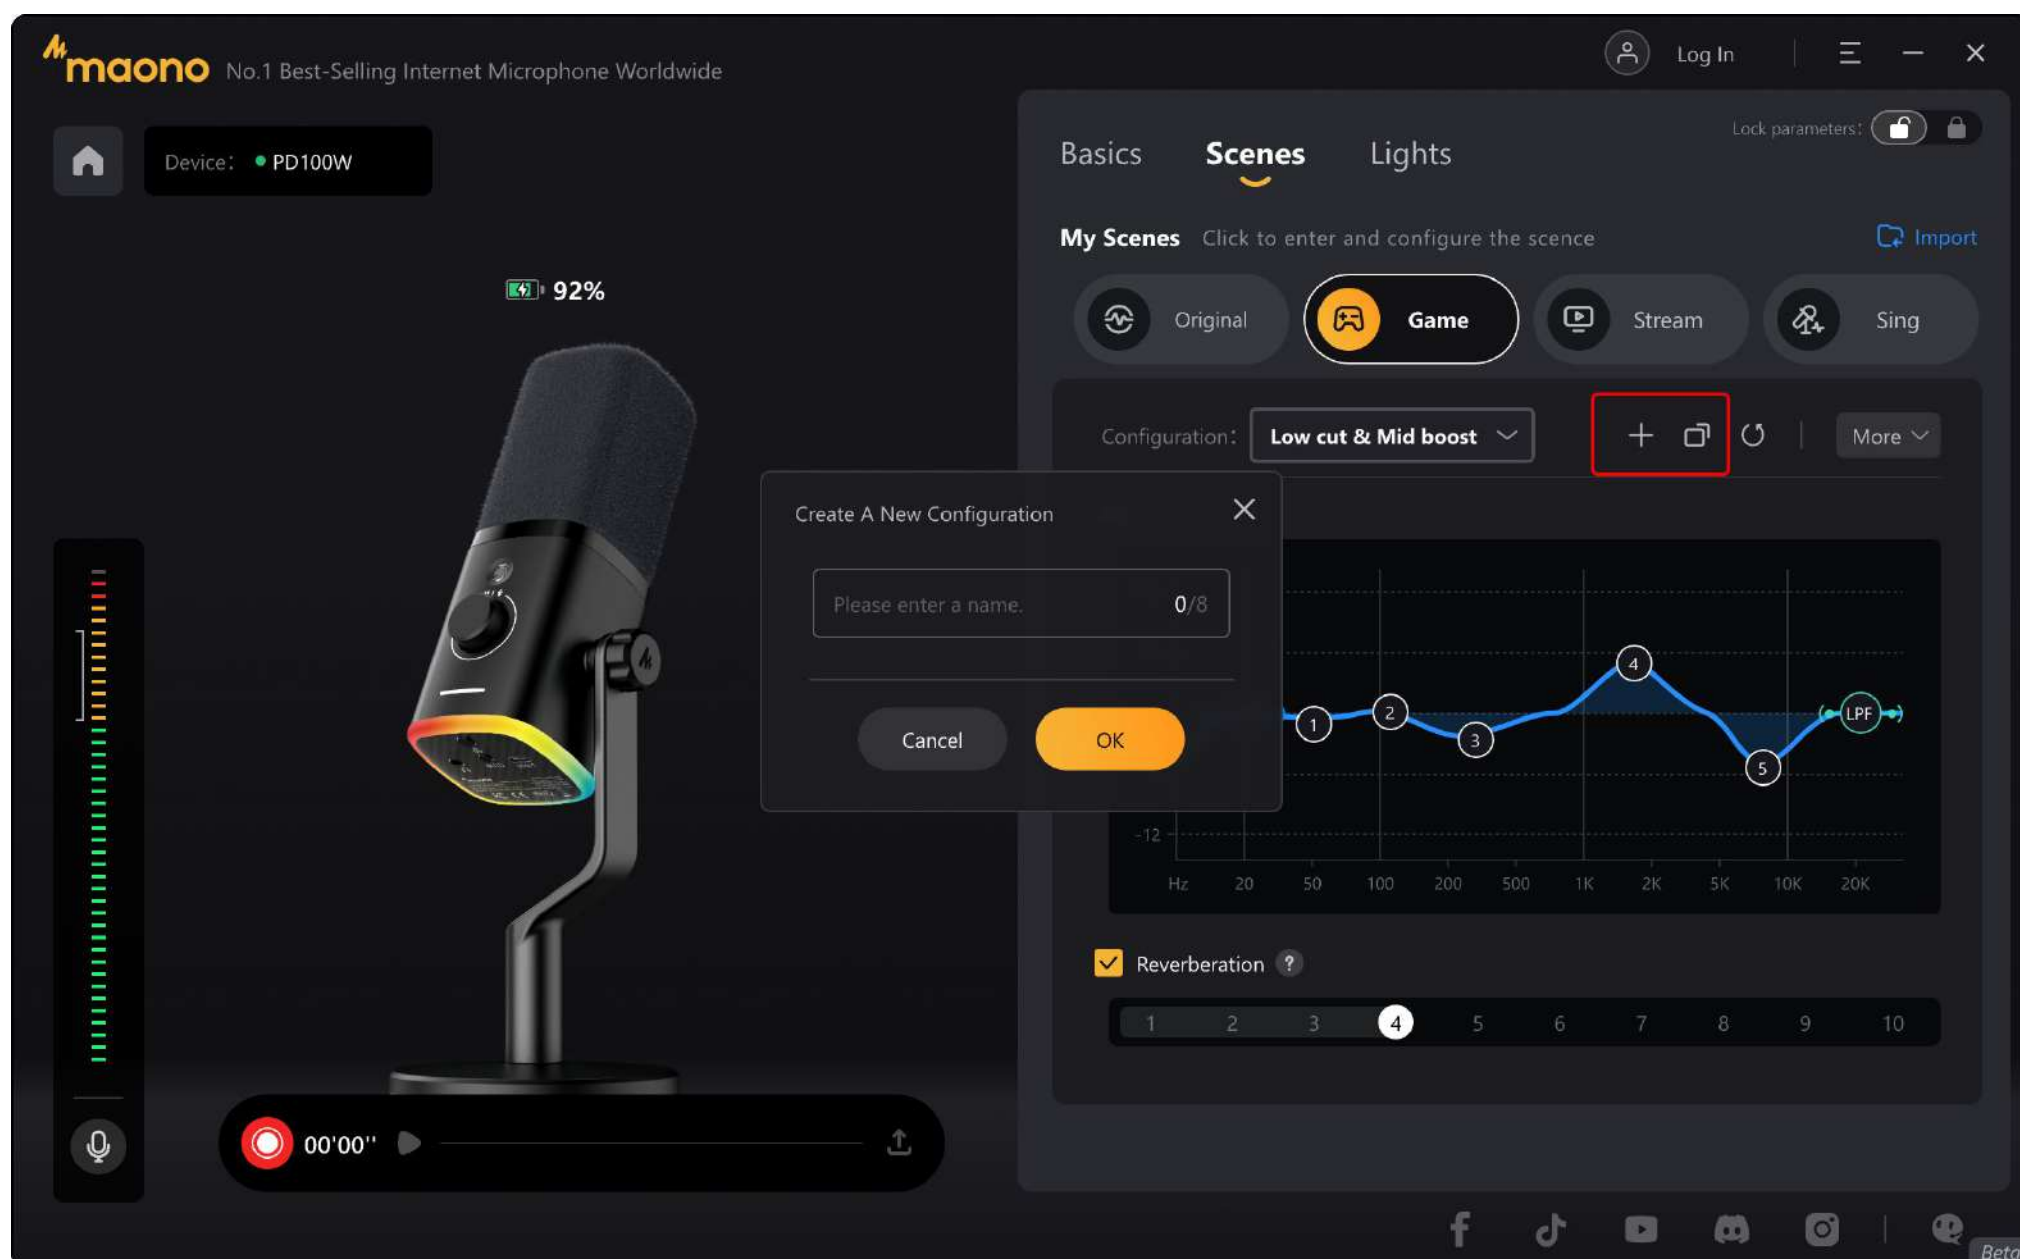 maono No.1 Best-Selling Internet Microphone Worldwide
Log In
Device: PD100W
Lock parameters:
Basics Scenes Lights
My Scenes Click to enter and configure the scence
Import
92%
Original Game Stream Sing
Configuration: Low cut & Mid boost
More
Create A New Configuration
Please enter a name. 0/8
Cancel OK
1 2 3 4 5 LPF
-12
Hz 20 50 100 200 500 1K 2K 5K 10K 20K
Reverberation ?
1 2 3 4 5 6 7 8 9 10
00'00''
Beta